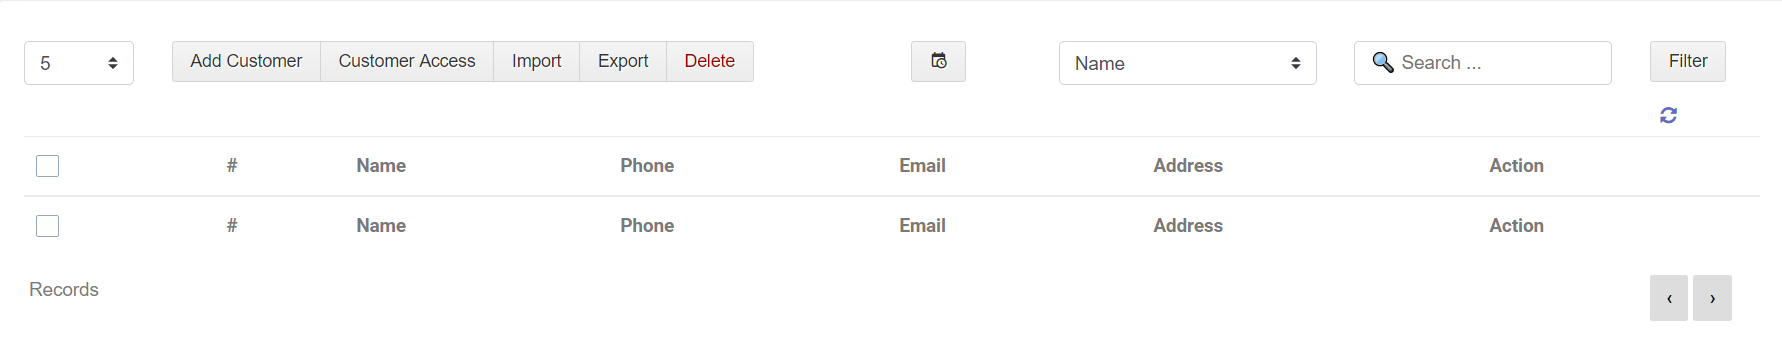 5 Add Customer Customer Access Import Export Delete Name Search ... Filter
# Name Phone Email Address Action
# Name Phone Email Address Action
Records ‹ ›